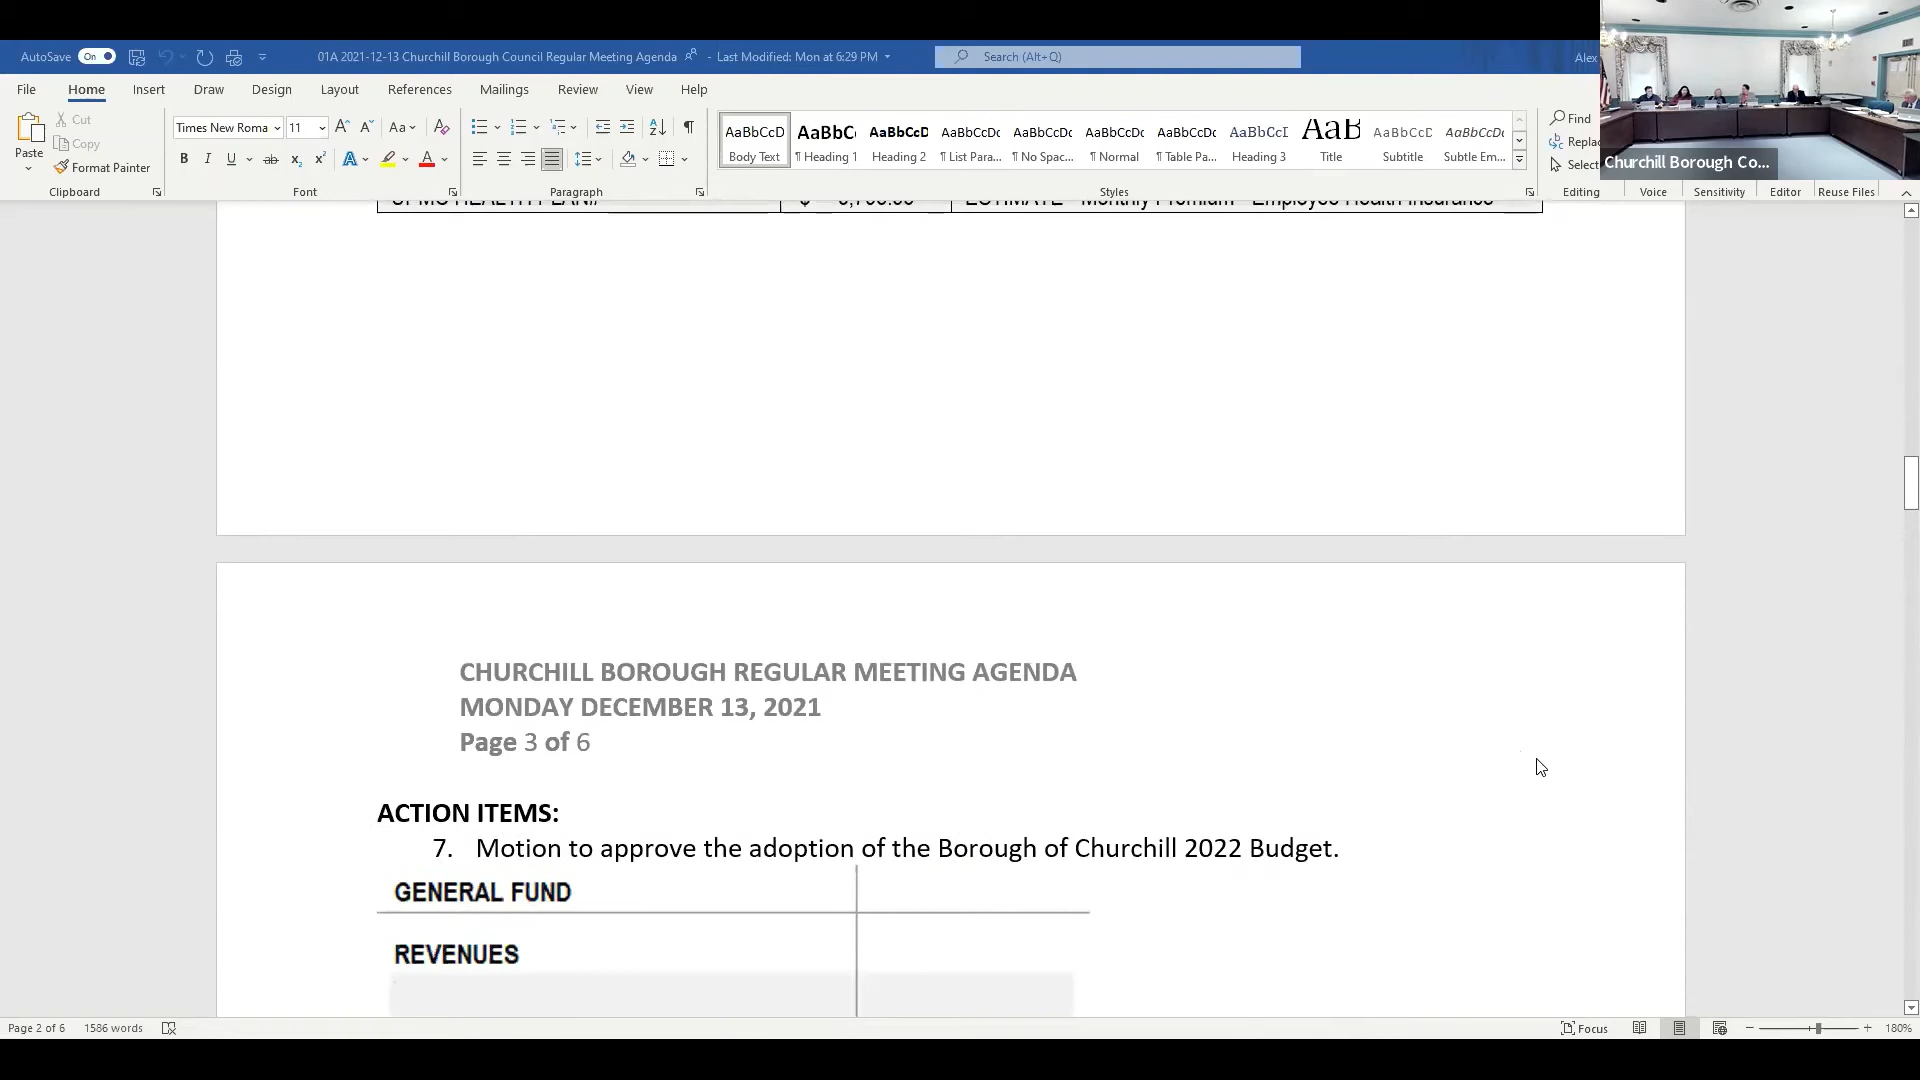 AutoSave On 01A 2021-12-13 Churchill Borough Council Regular Meeting Agenda - Last Modified: Mon at 6:29 PM Search (Alt+Q) Alex
File Home Insert Draw Design Layout References Mailings Review View Help
Paste Cut Copy Format Painter
Times New Roma 11
AaBbCcD AaBbC AaBbCcD AaBbCcDc AaBbCcDc AaBbCcDc AaBbCcDc AaBbCcI AaB AaBbCcD AaBbCcDc
Body Text ¶ Heading 1 Heading 2 ¶ List Para... ¶ No Spac... ¶ Normal ¶ Table Pa... Heading 3 Title Subtitle Subtle Em...
Find
Replac
Select
Churchill Borough Co...
Clipboard Font Paragraph Styles Editing Voice Sensitivity Editor Reuse Files
CHURCHILL BOROUGH REGULAR MEETING AGENDA
MONDAY DECEMBER 13, 2021
Page 3 of 6
ACTION ITEMS:
7. Motion to approve the adoption of the Borough of Churchill 2022 Budget.
GENERAL FUND
REVENUES
Page 2 of 6 1586 words Focus 180%